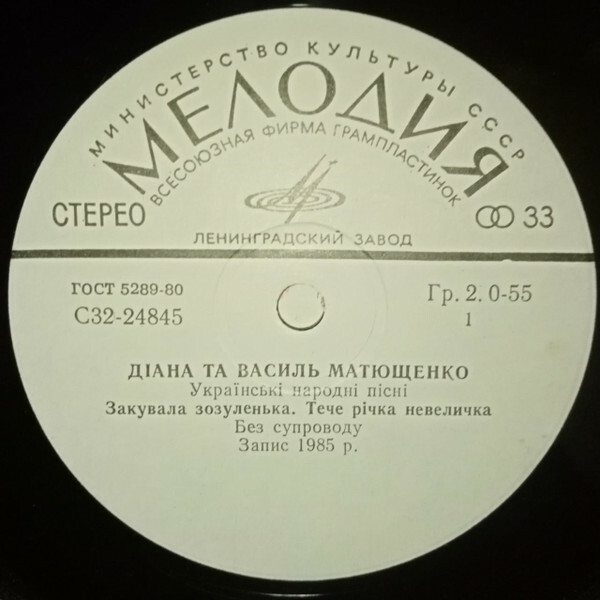 МИНИСТЕРСТВО КУЛЬТУРЫ СССР
МЕЛОДИЯ
ВСЕСОЮЗНАЯ ФИРМА ГРАМПЛАСТИНОК
СТЕРЕО
33
ЛЕНИНГРАДСКИЙ ЗАВОД
ГОСТ 5289-80
С32-24845
Гр. 2. 0-55
1
ДІАНА ТА ВАСИЛЬ МАТЮЩЕНКО
Українські народні пісні
Закувала зозуленька. Тече річка невеличка
Без супроводу
Запис 1985 р.